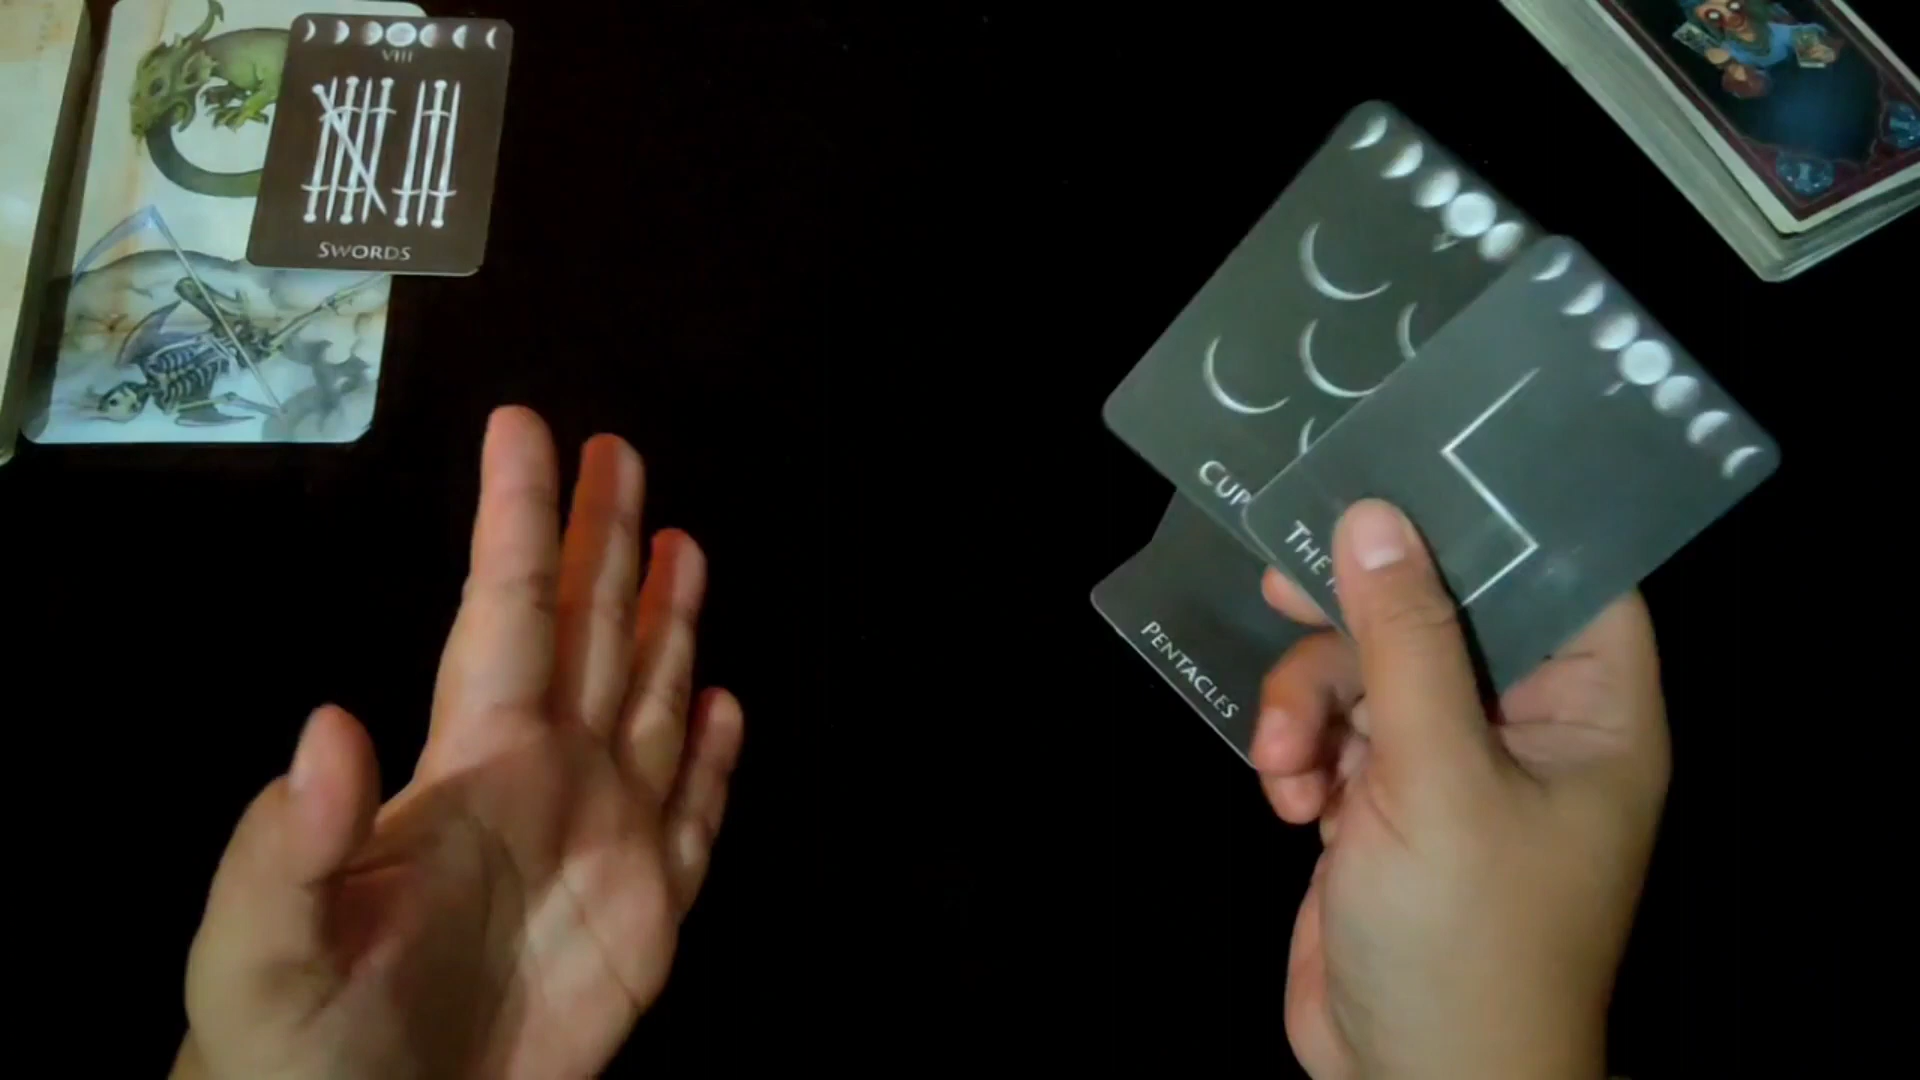 VIII
SWORDS
V
CUP
V
THE
PENTACLES